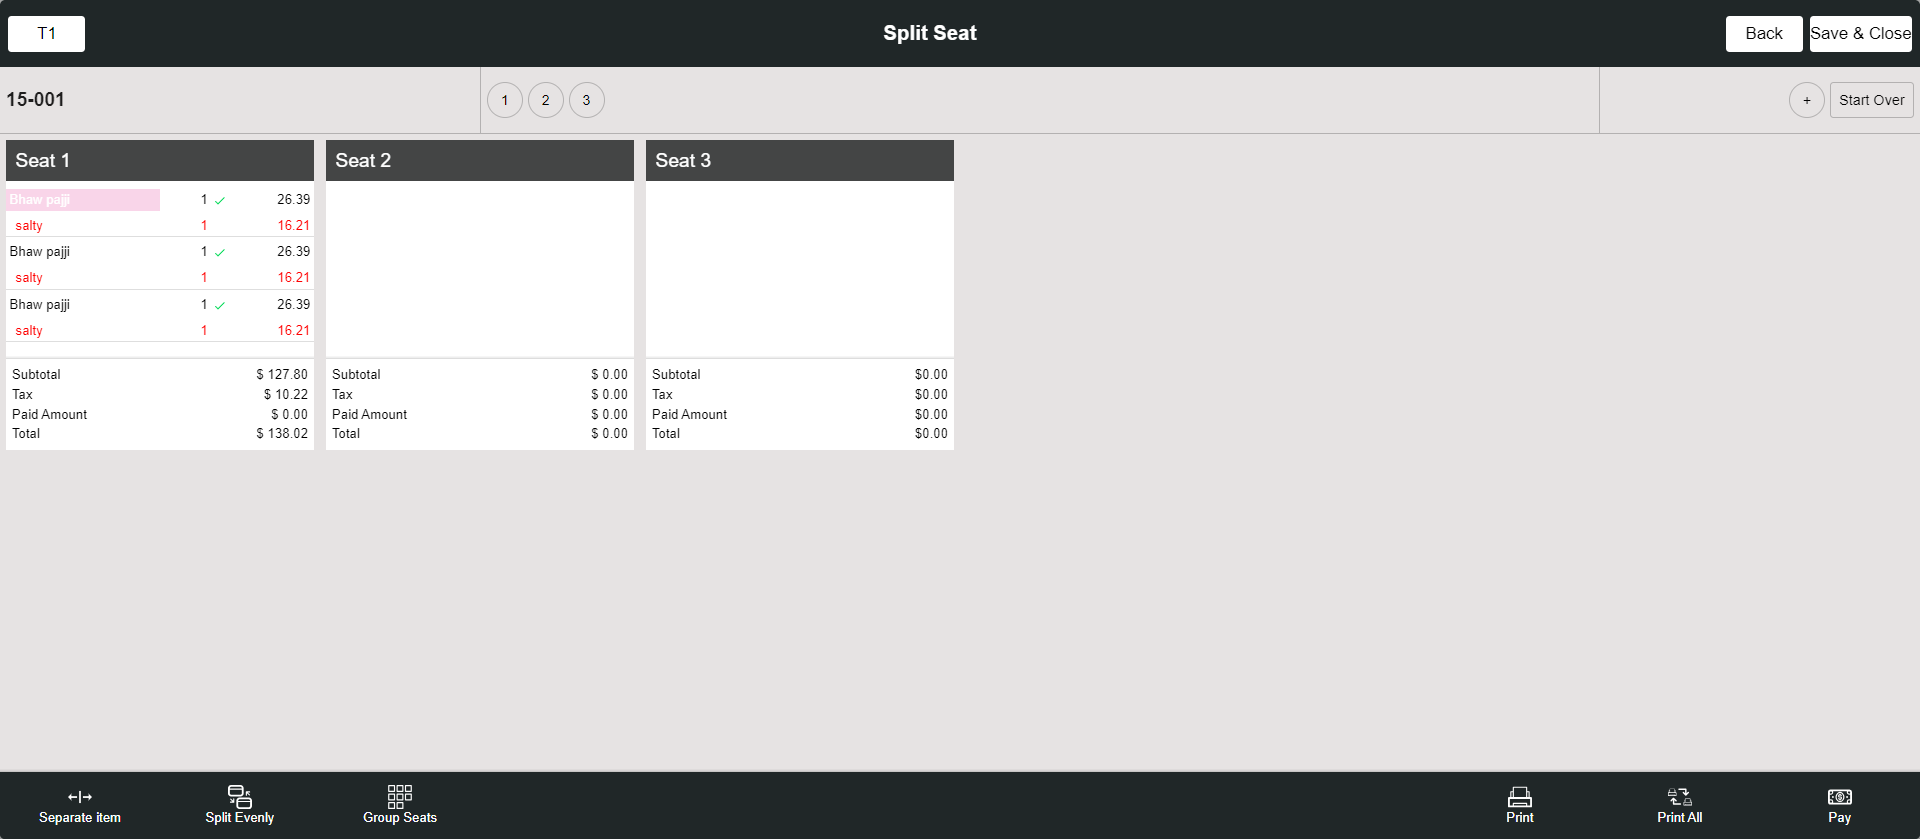 T1 Split Seat Back Save & Close
15-001 1 2 3 + Start Over
Seat 1 Seat 2 Seat 3
Bhaw pajji 1 26.39
salty 1 16.21
Bhaw pajji 1 26.39
salty 1 16.21
Bhaw pajji 1 26.39
salty 1 16.21
Subtotal $ 127.80 Subtotal $ 0.00 Subtotal $0.00
Tax $ 10.22 Tax $ 0.00 Tax $0.00
Paid Amount $ 0.00 Paid Amount $ 0.00 Paid Amount $0.00
Total $ 138.02 Total $ 0.00 Total $0.00
Separate item Split Evenly Group Seats Print Print All Pay